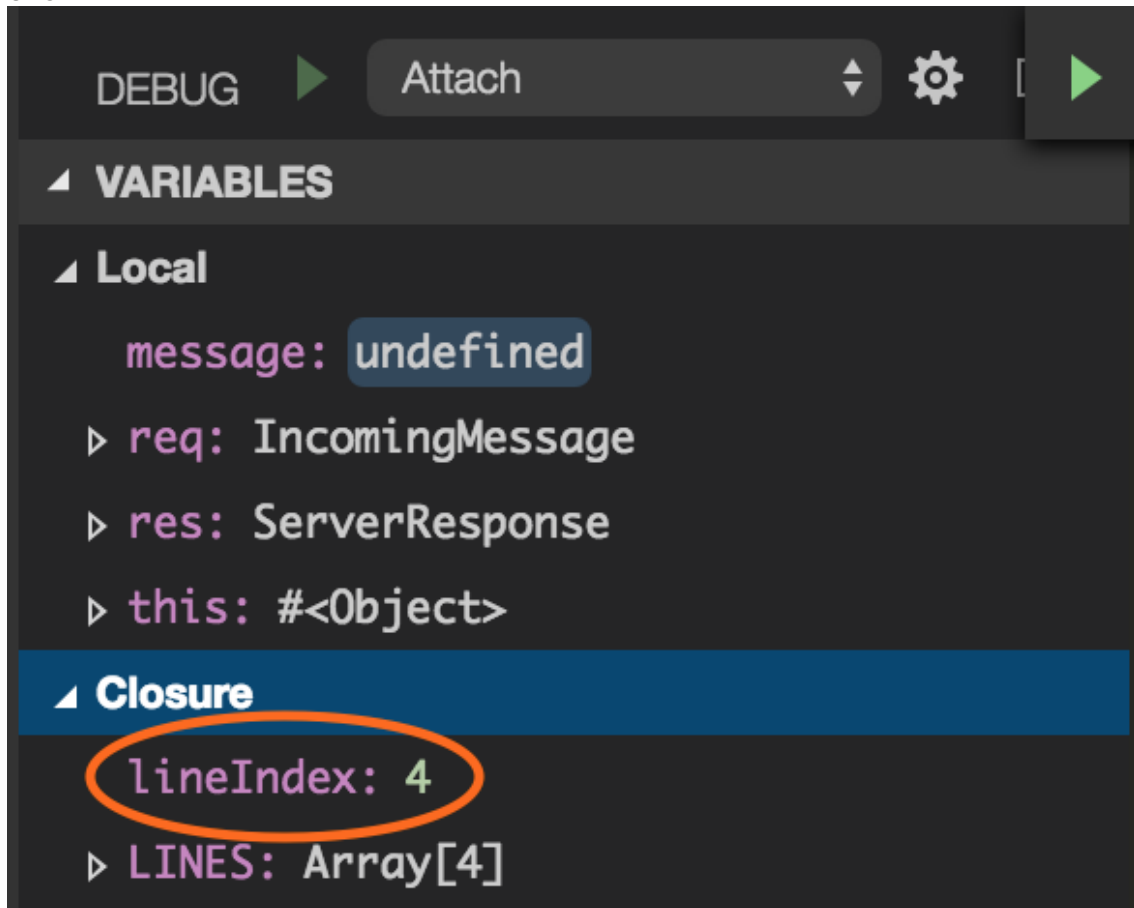 DEBUG Attach
VARIABLES
Local
message: undefined
req: IncomingMessage
res: ServerResponse
this: #<Object>
Closure
lineIndex: 4
LINES: Array[4]